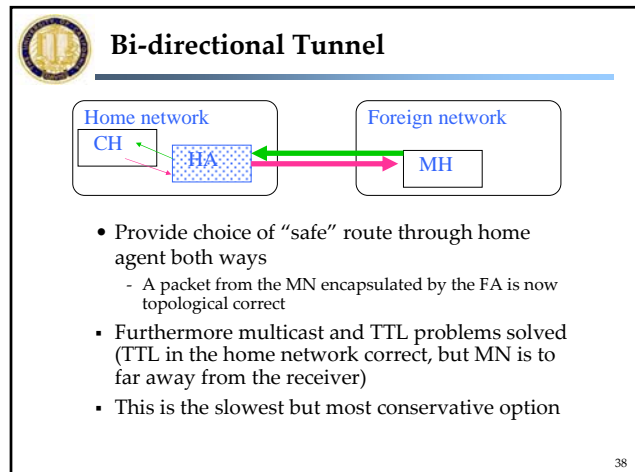 Bi-directional Tunnel
Home network
CH
HA
Foreign network
MH
• Provide choice of “safe” route through home
agent both ways
- A packet from the MN encapsulated by the FA is now
topological correct
▪ Furthermore multicast and TTL problems solved
(TTL in the home network correct, but MN is to
far away from the receiver)
▪ This is the slowest but most conservative option
38